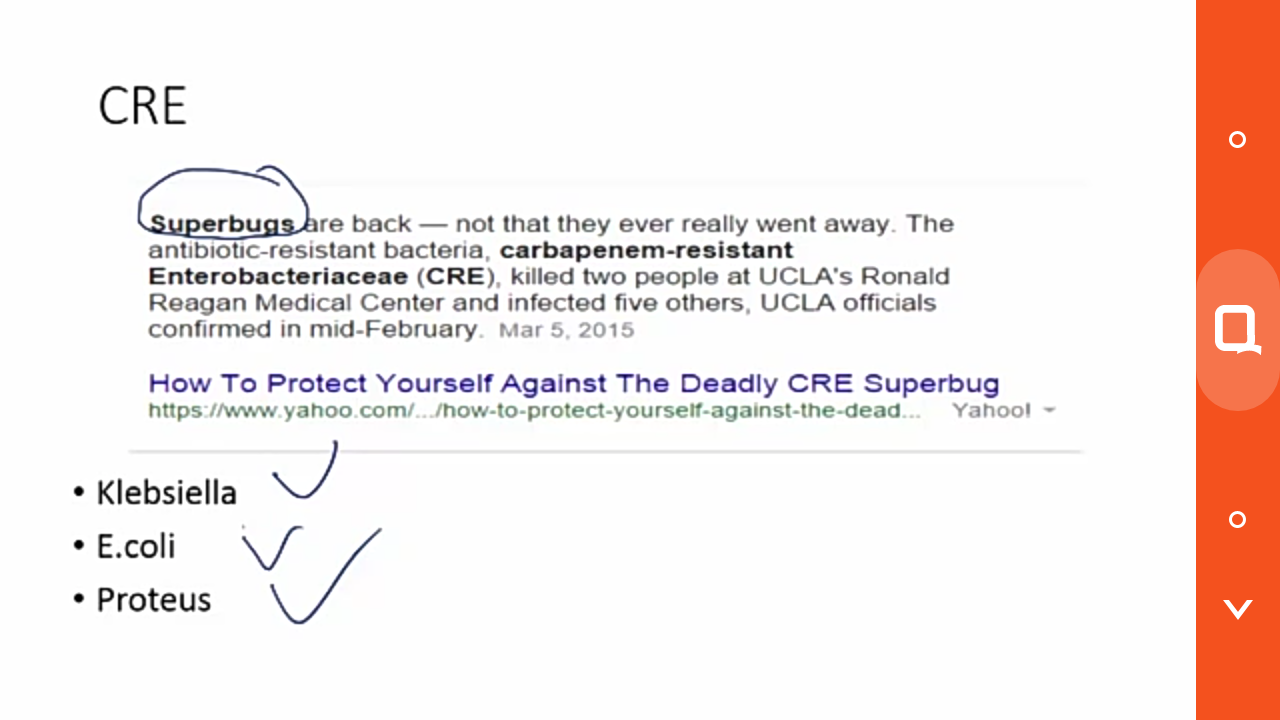 CRE
Superbugs are back — not that they ever really went away. The
antibiotic-resistant bacteria, carbapenem-resistant
Enterobacteriaceae (CRE), killed two people at UCLA's Ronald
Reagan Medical Center and infected five others, UCLA officials
confirmed in mid-February. Mar 5, 2015
How To Protect Yourself Against The Deadly CRE Superbug
https://www.yahoo.com/.../how-to-protect-yourself-against-the-dead... Yahoo!
• Klebsiella
• E.coli
• Proteus